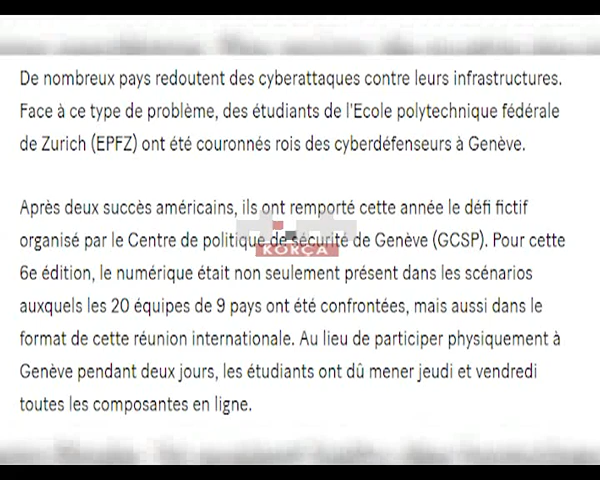 De nombreux pays redoutent des cyberattaques contre leurs infrastructures.
Face à ce type de problème, des étudiants de l'Ecole polytechnique fédérale
de Zurich (EPFZ) ont été couronnés rois des cyberdéfenseurs à Genève.
Après deux succès américains, ils ont remporté cette année le défi fictif
organisé par le Centre de politique de sécurité de Genève (GCSP). Pour cette
KORÇA
6e édition, le numérique était non seulement présent dans les scénarios
auxquels les 20 équipes de 9 pays ont été confrontées, mais aussi dans le
format de cette réunion internationale. Au lieu de participer physiquement à
Genève pendant deux jours, les étudiants ont dû mener jeudi et vendredi
toutes les composantes en ligne.